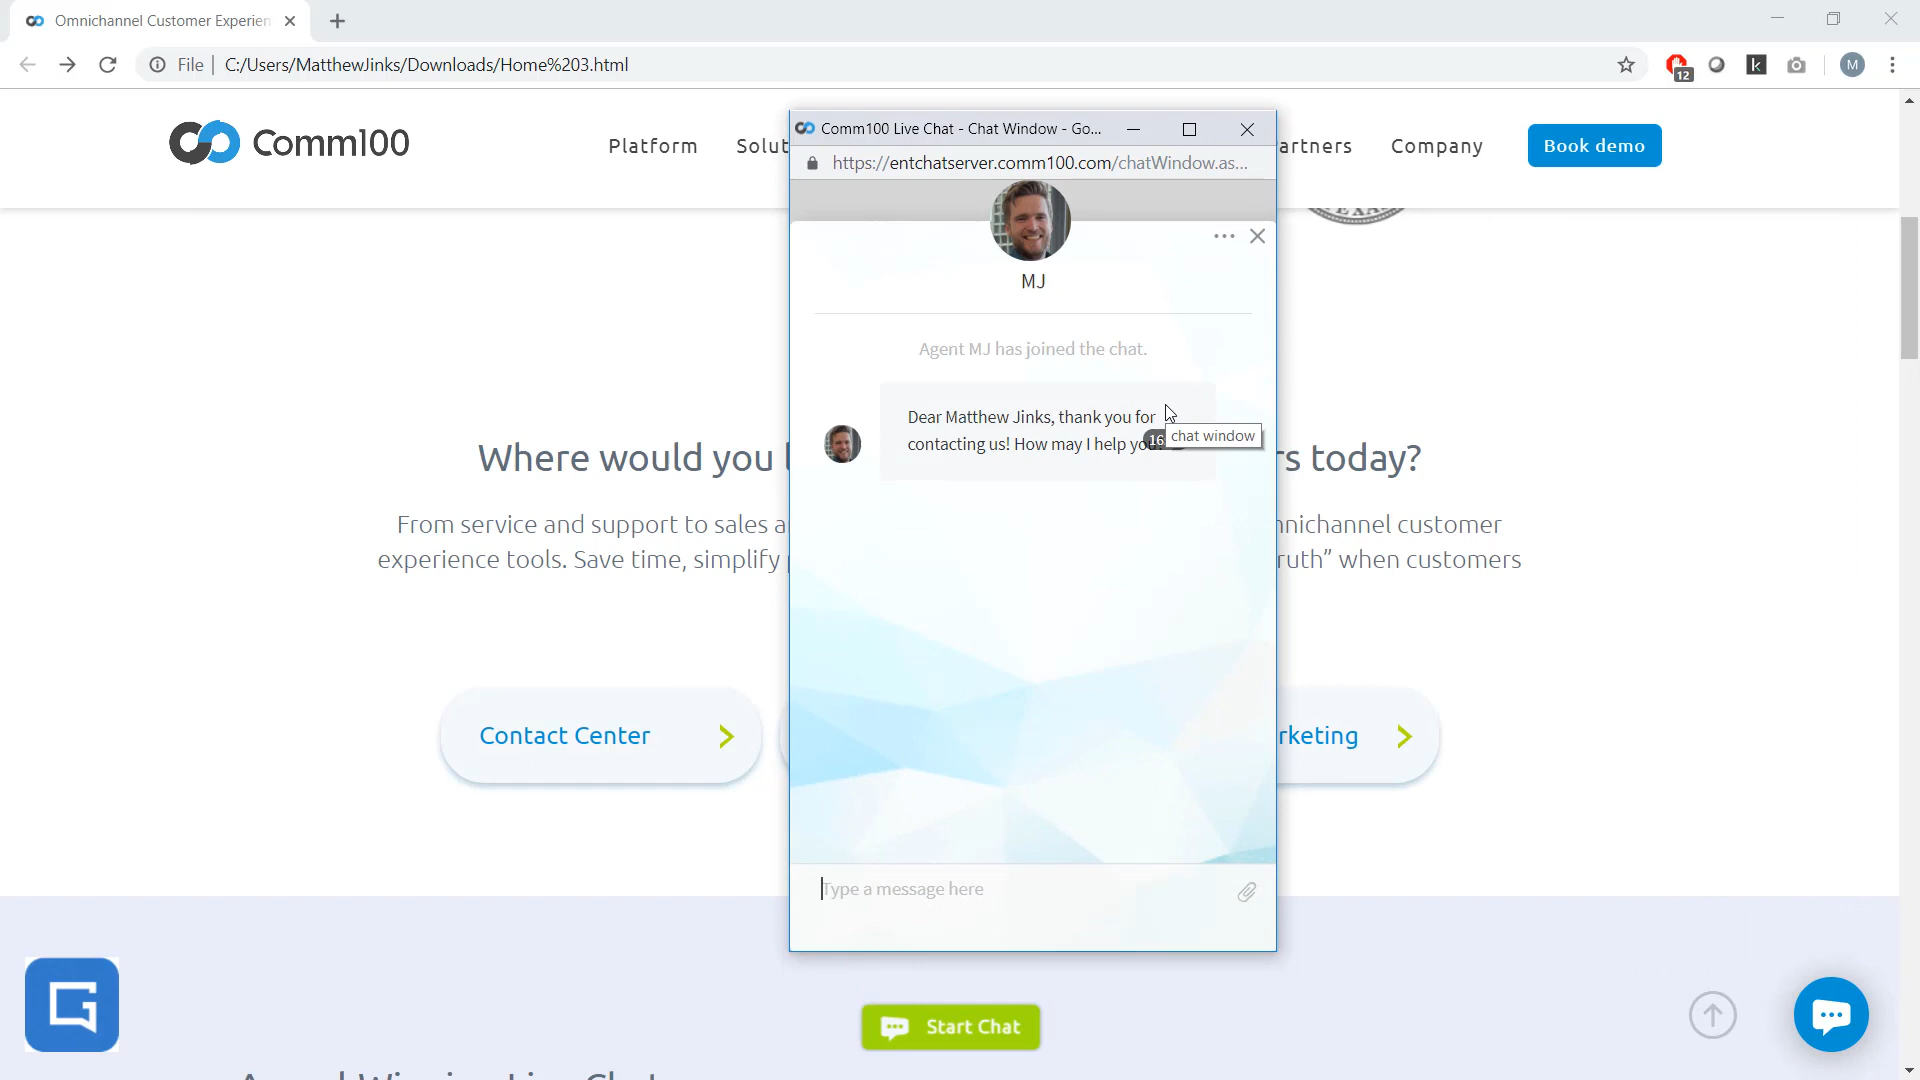 Omnichannel Customer Experien
File
C:/Users/MatthewJinks/Downloads/Home%203.html
12
k
M
Comm100
Platform
Solut
artners
Company
Book demo
Comm100 Live Chat - Chat Window - Go...
https://entchatserver.comm100.com/chatWindow.as...
MJ
Agent MJ has joined the chat.
Dear Matthew Jinks, thank you for
contacting us! How may I help you?
16
chat window
Type a message here
Where would you
rs today?
From service and support to sales a
nnichannel customer
experience tools. Save time, simplify
ruth” when customers
Contact Center
rketing
Start Chat